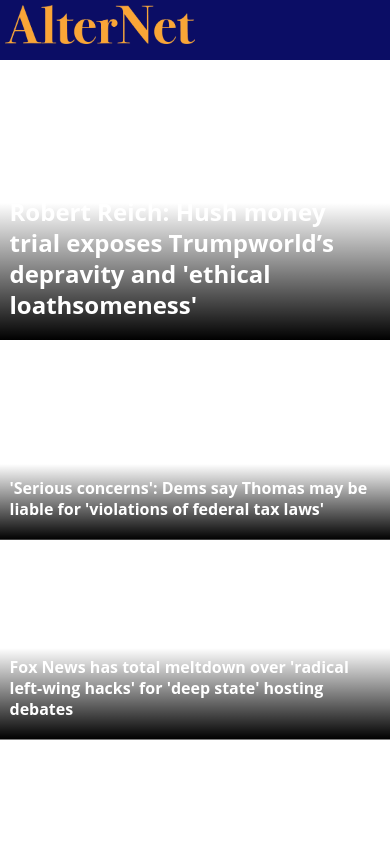 AlterNet
Robert Reich: Hush money
trial exposes Trumpworld’s
depravity and 'ethical
loathsomeness'
'Serious concerns': Dems say Thomas may be
liable for 'violations of federal tax laws'
Fox News has total meltdown over 'radical
left-wing hacks' for 'deep state' hosting
debates